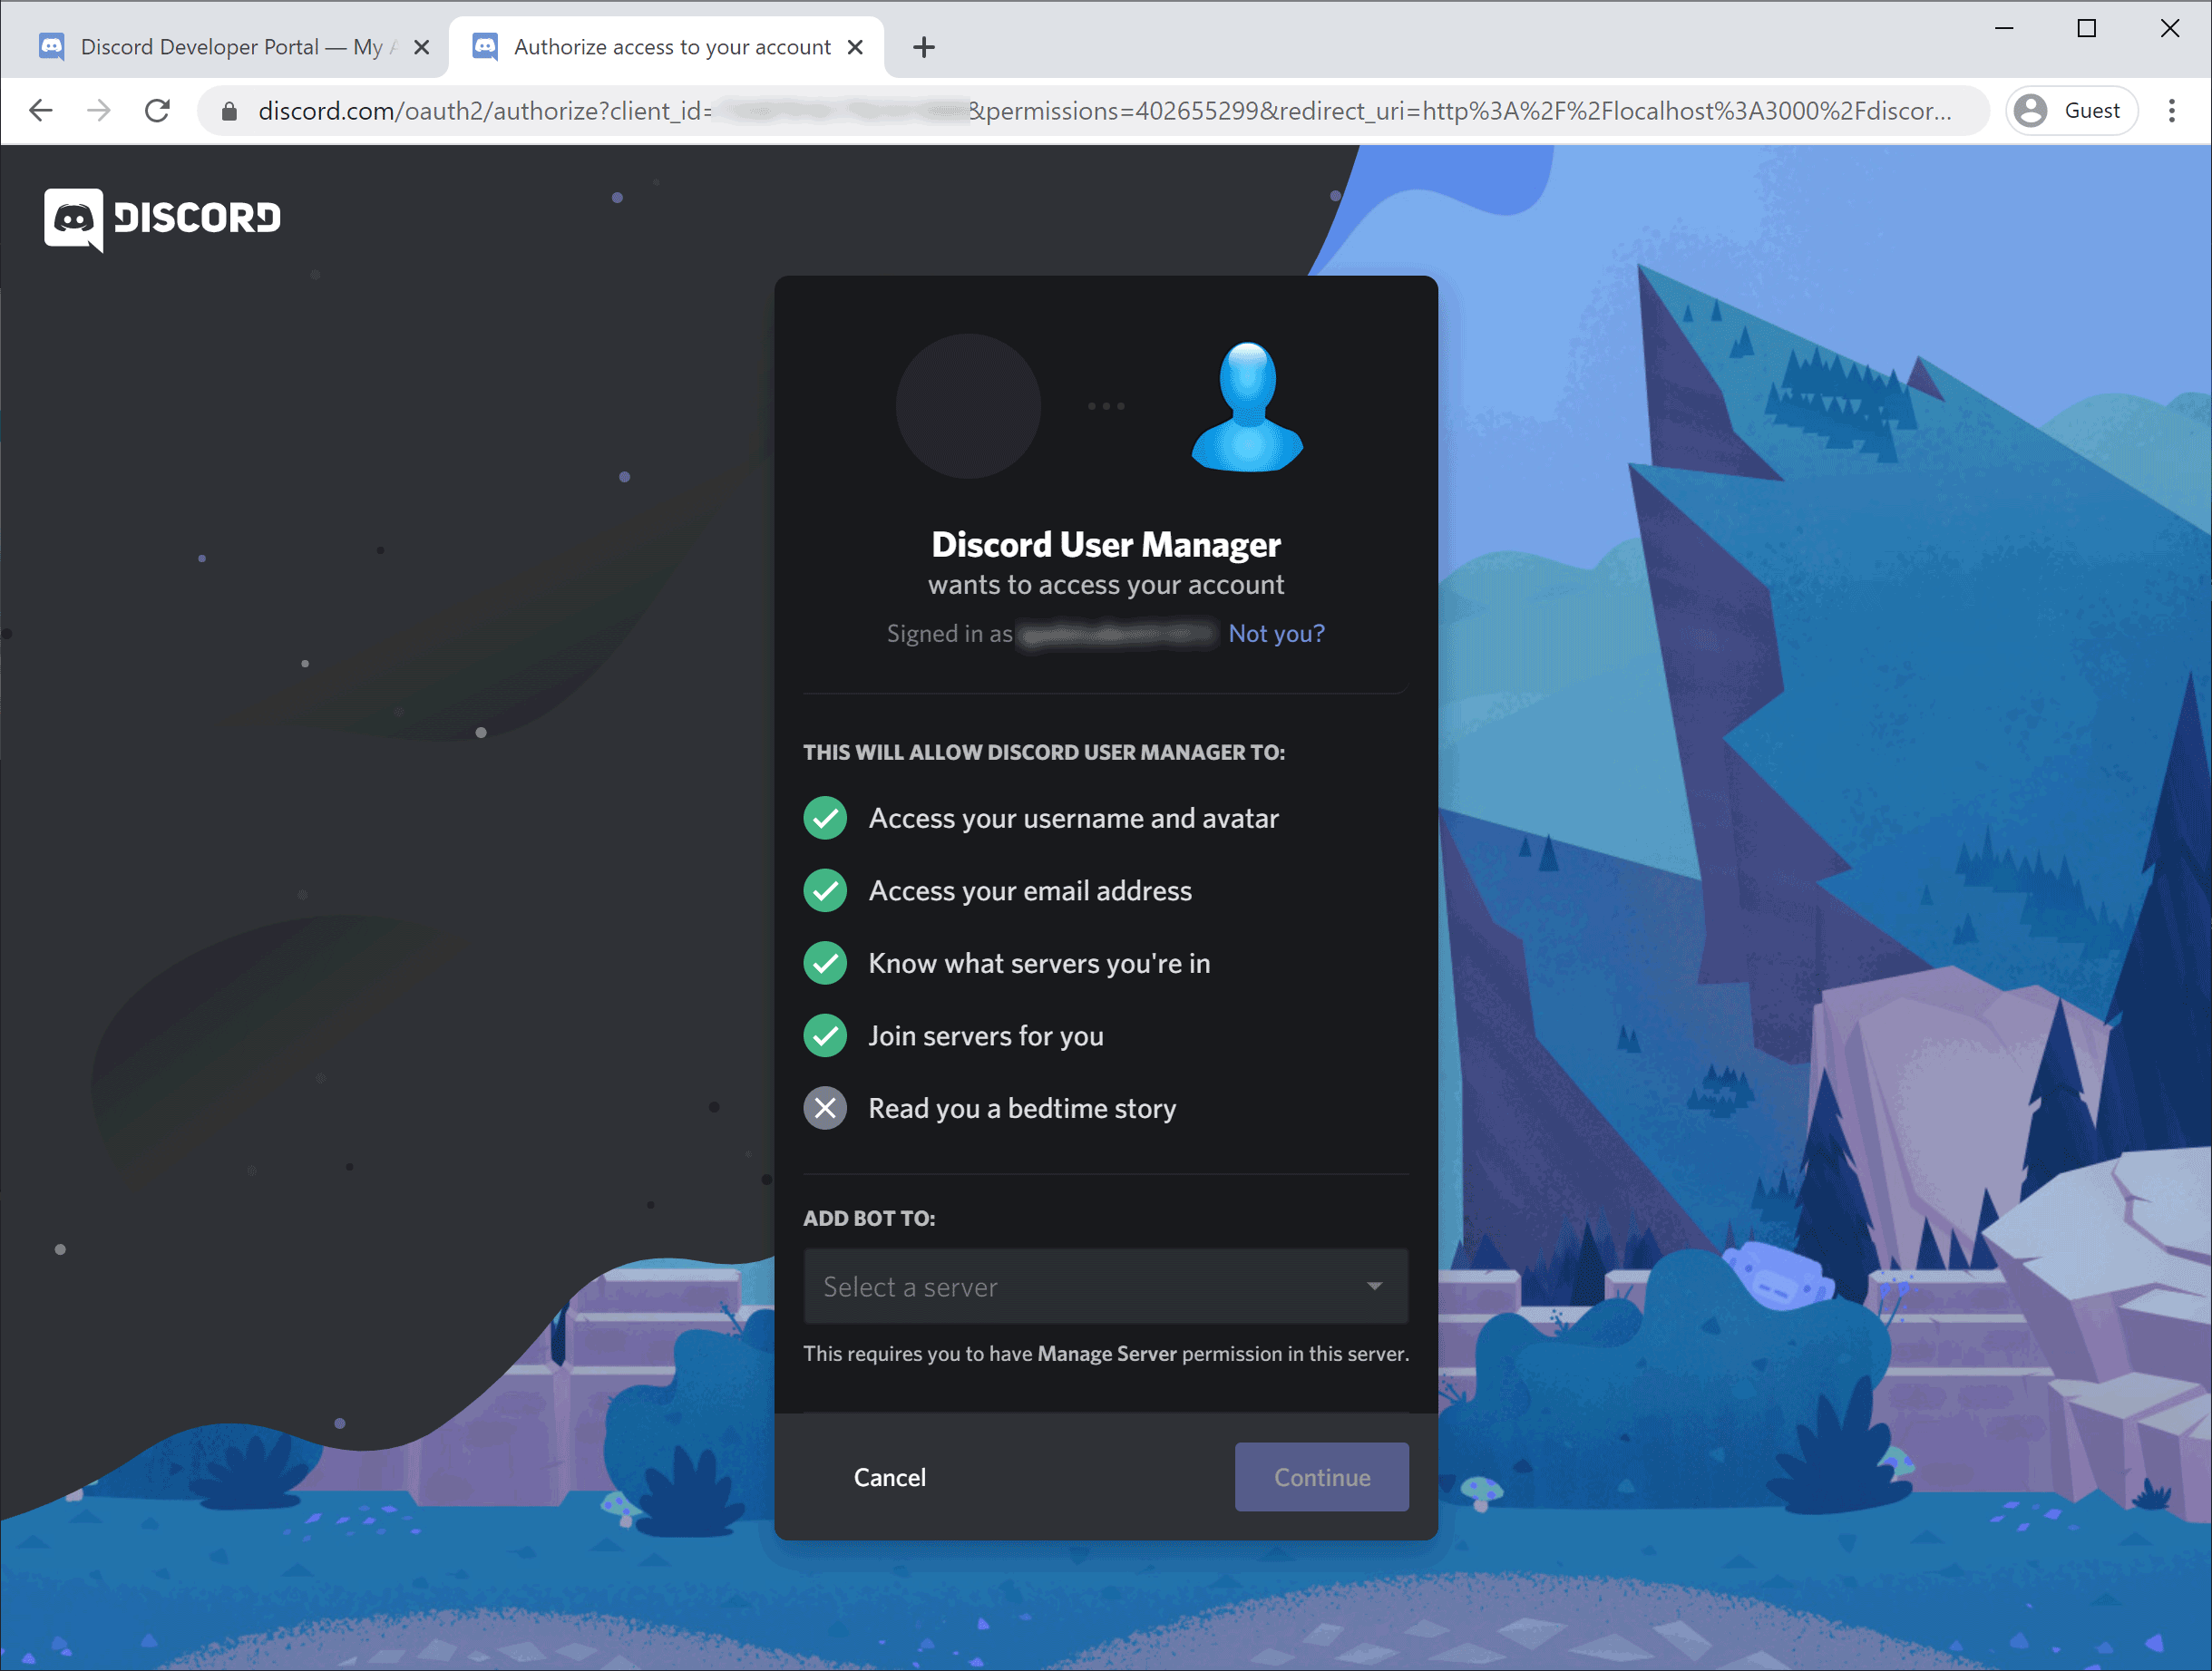 Discord Developer Portal — My A
Authorize access to your account
discord.com/oauth2/authorize?client_id=
&permissions=402655299&redirect_uri=http%3A%2F%2Flocalhost%3A3000%2Fdiscor...
Guest
DISCORD
Discord User Manager
wants to access your account
Signed in as
Not you?
THIS WILL ALLOW DISCORD USER MANAGER TO:
Access your username and avatar
Access your email address
Know what servers you're in
Join servers for you
Read you a bedtime story
ADD BOT TO:
Select a server
This requires you to have Manage Server permission in this server.
Cancel
Continue